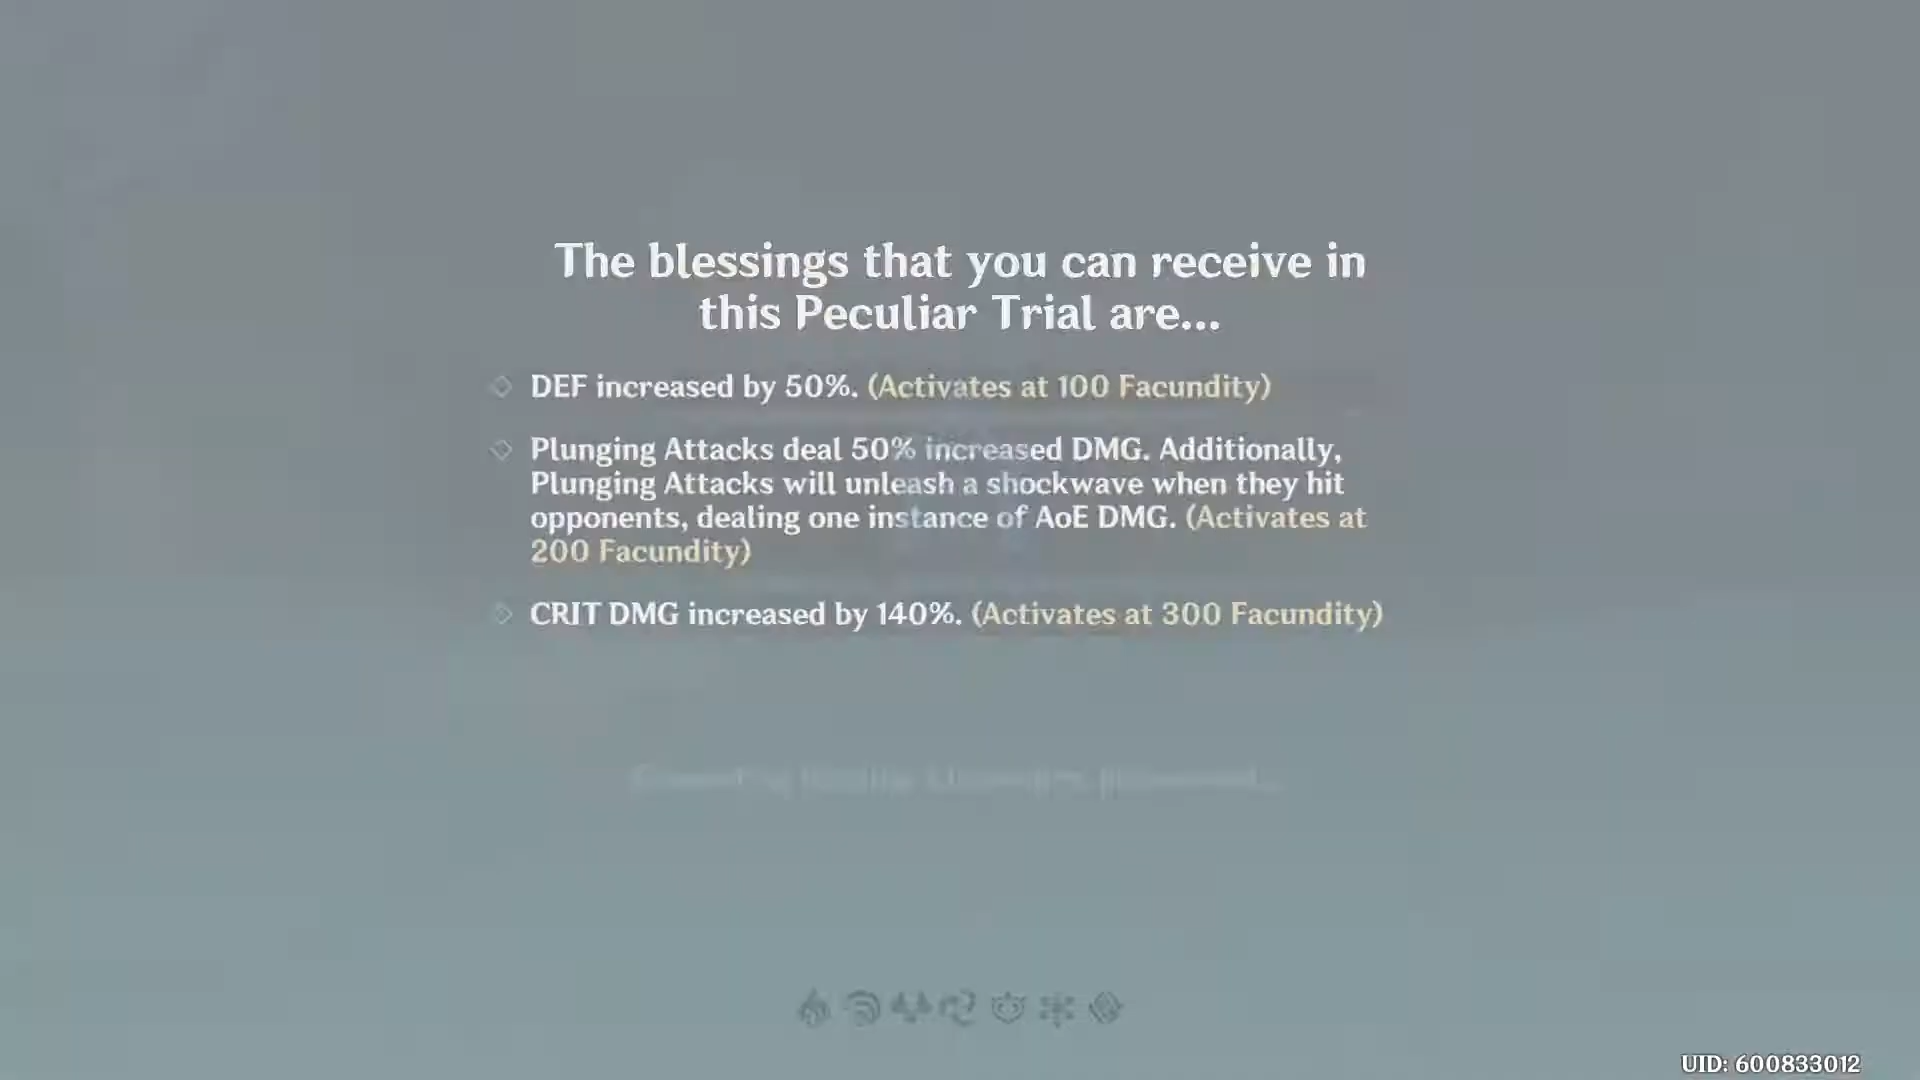 The blessings that you can receive in
this Peculiar Trial are...
DEF increased by 50%. (Activates at 100 Facundity)
Plunging Attacks deal 50% increased DMG. Additionally,
Plunging Attacks will unleash a shockwave when they hit
opponents, dealing one instance of AoE DMG. (Activates at
200 Facundity)
CRIT DMG increased by 140%. (Activates at 300 Facundity)
UID: 600833012